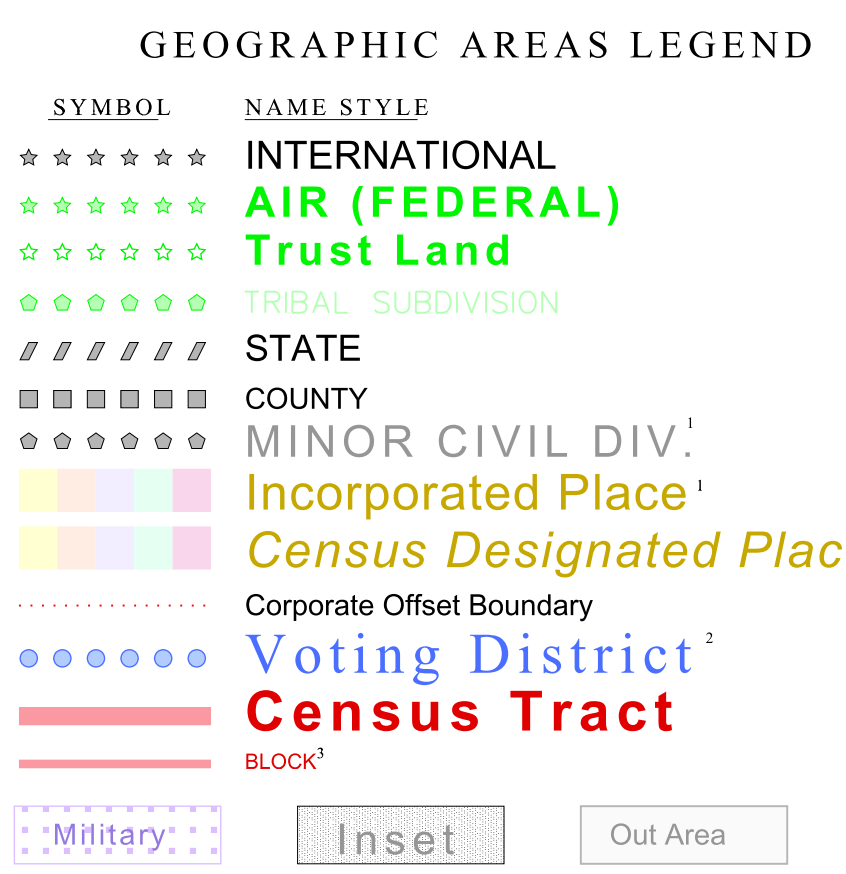 GEOGRAPHIC AREAS LEGEND
SYMBOL NAME STYLE
INTERNATIONAL
AIR (FEDERAL)
Trust Land
TRIBAL SUBDIVISION
STATE
COUNTY
MINOR CIVIL DIV.¹
Incorporated Place ¹
Census Designated Plac
Corporate Offset Boundary
Voting District ²
Census Tract
BLOCK³
Military Inset Out Area